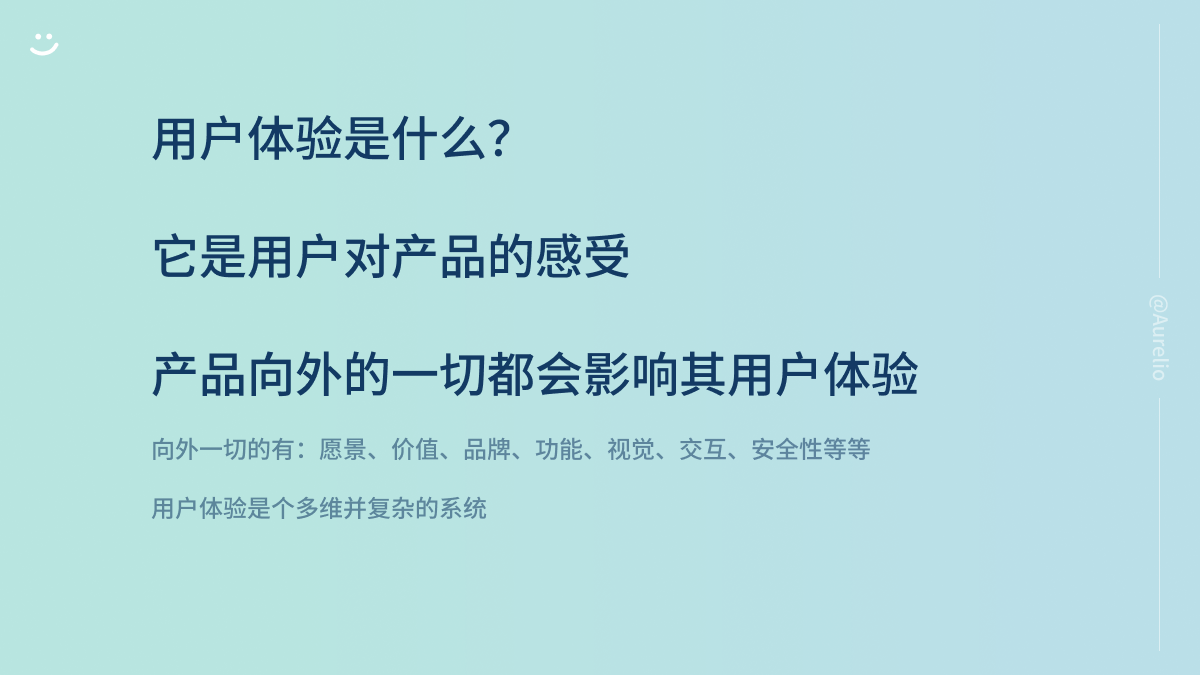 用户体验是什么？
它是用户对产品的感受
产品向外的一切都会影响其用户体验
向外一切的有：愿景、价值、品牌、功能、视觉、交互、安全性等等
用户体验是个多维并复杂的系统
@Aurelio